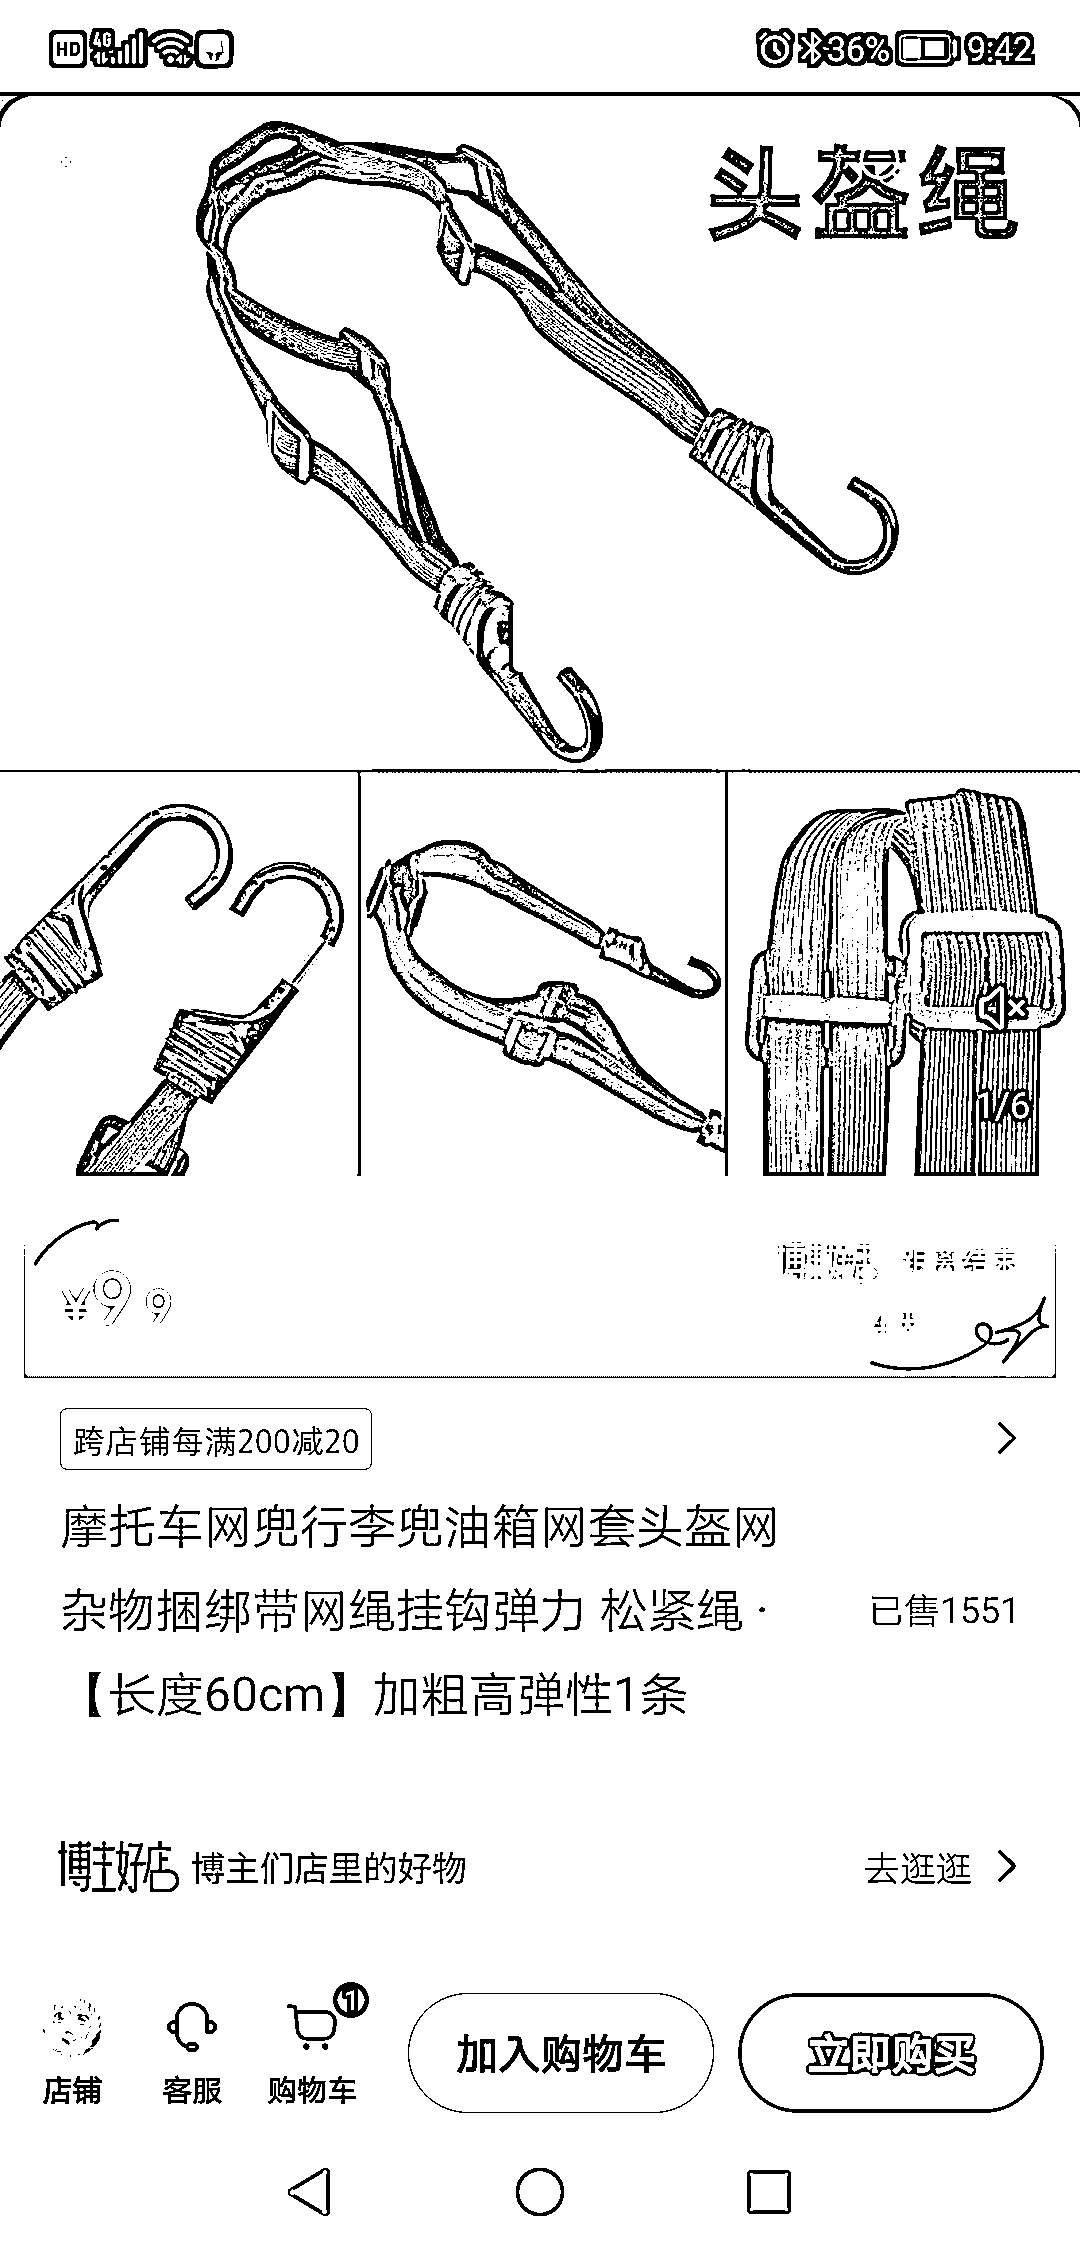 HD 4G 36% 9:42
头盔绳
1/6
¥9 9
跨店铺每满200减20
摩托车网兜行李兜油箱网套头盔网
杂物捆绑带网绳挂钩弹力 松紧绳 · 已售1551
【长度60cm】加粗高弹性1条
博主好店 博主们店里的好物 去逛逛
1
店铺 客服 购物车 加入购物车 立即购买